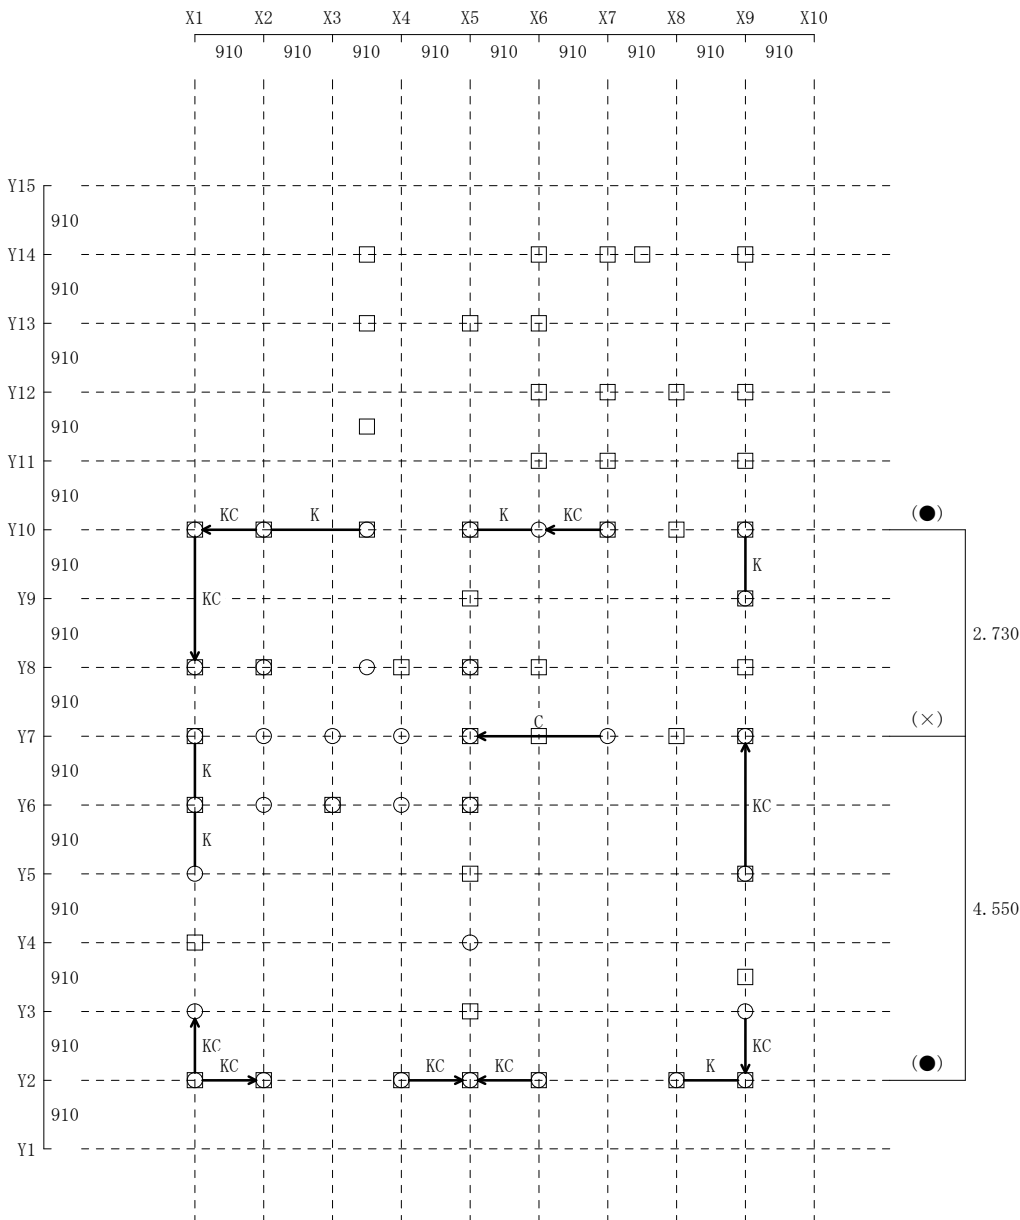 X1 X2 X3 X4 X5 X6 X7 X8 X9 X10
910 910 910 910 910 910 910 910 910
Y15
910
Y14
910
Y13
910
Y12
910
Y11
910
KC K K KC (●)
Y10
910 K
Y9 KC
910 2.730
Y8
910
C (×)
Y7
910 K
Y6 KC
910 K
Y5
910 4.550
Y4
910
Y3
910 KC KC
KC KC KC K (●)
Y2
910
Y1